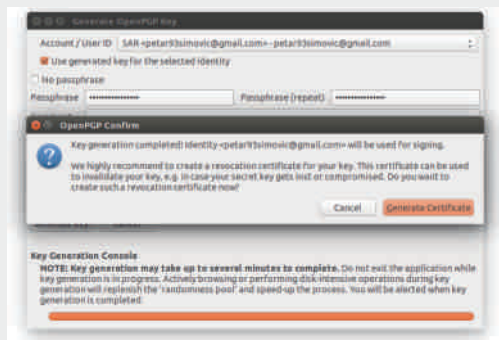 Generate OpenPGP Key
Account / User ID SAR <petar93simovic@gmail.com> - petar93simovic@gmail.com
Use generated key for the selected identity
No passphrase
Passphrase Passphrase (repeat)
OpenPGP Confirm
Key generation completed! Identity <petar93simovic@gmail.com> will be used for signing.
We highly recommend to create a revocation certificate for your key. This certificate can be used
to invalidate your key, e.g. in case your secret key gets lost or compromised. Do you want to
create such a revocation certificate now?
Cancel Generate Certificate
Key Generation Console
NOTE: Key generation may take up to several minutes to complete. Do not exit the application while
key generation is in progress. Actively browsing or performing disk-intensive operations during key
generation will replenish the 'randomness pool' and speed-up the process. You will be alerted when key
generation is completed.